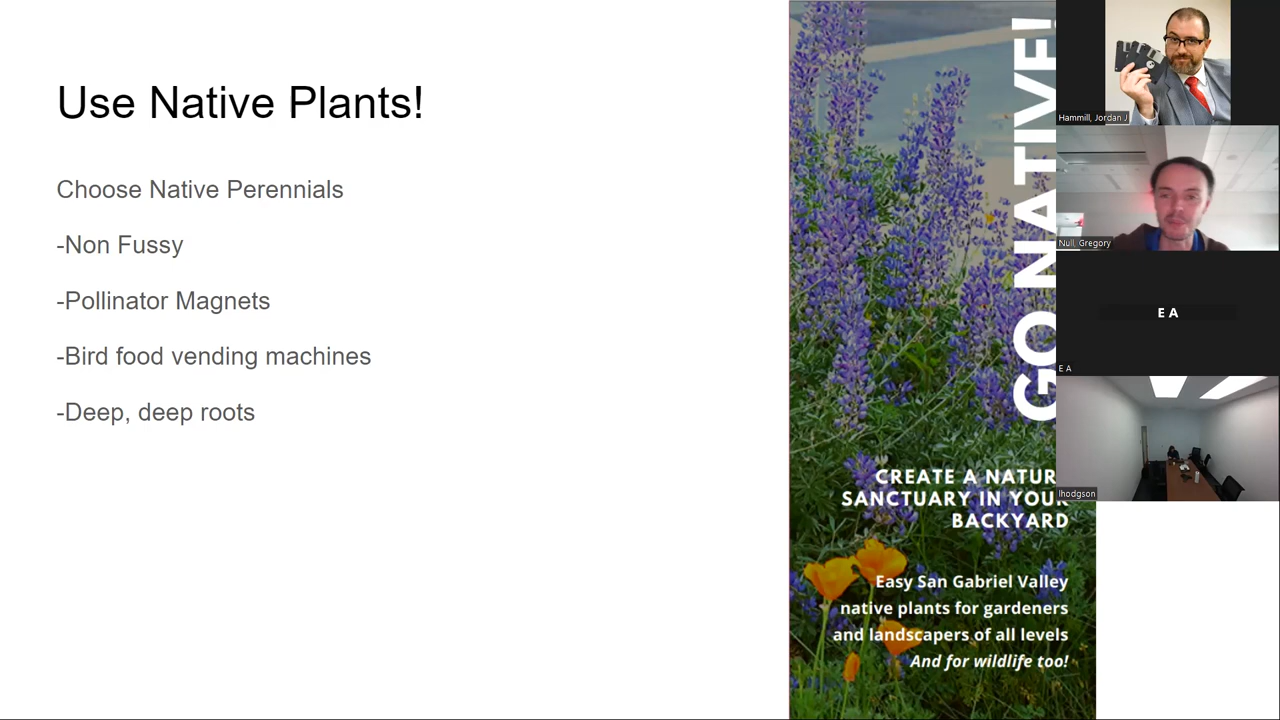 Use Native Plants!
Choose Native Perennials
-Non Fussy
-Pollinator Magnets
-Bird food vending machines
-Deep, deep roots
GO NATIVE!
CREATE A NATUR
SANCTUARY IN YOUR
BACKYARD
Easy San Gabriel Valley
native plants for gardeners
and landscapers of all levels
And for wildlife too!
Hammill, Jordan J
Null, Gregory
E A
E A
lhodgson